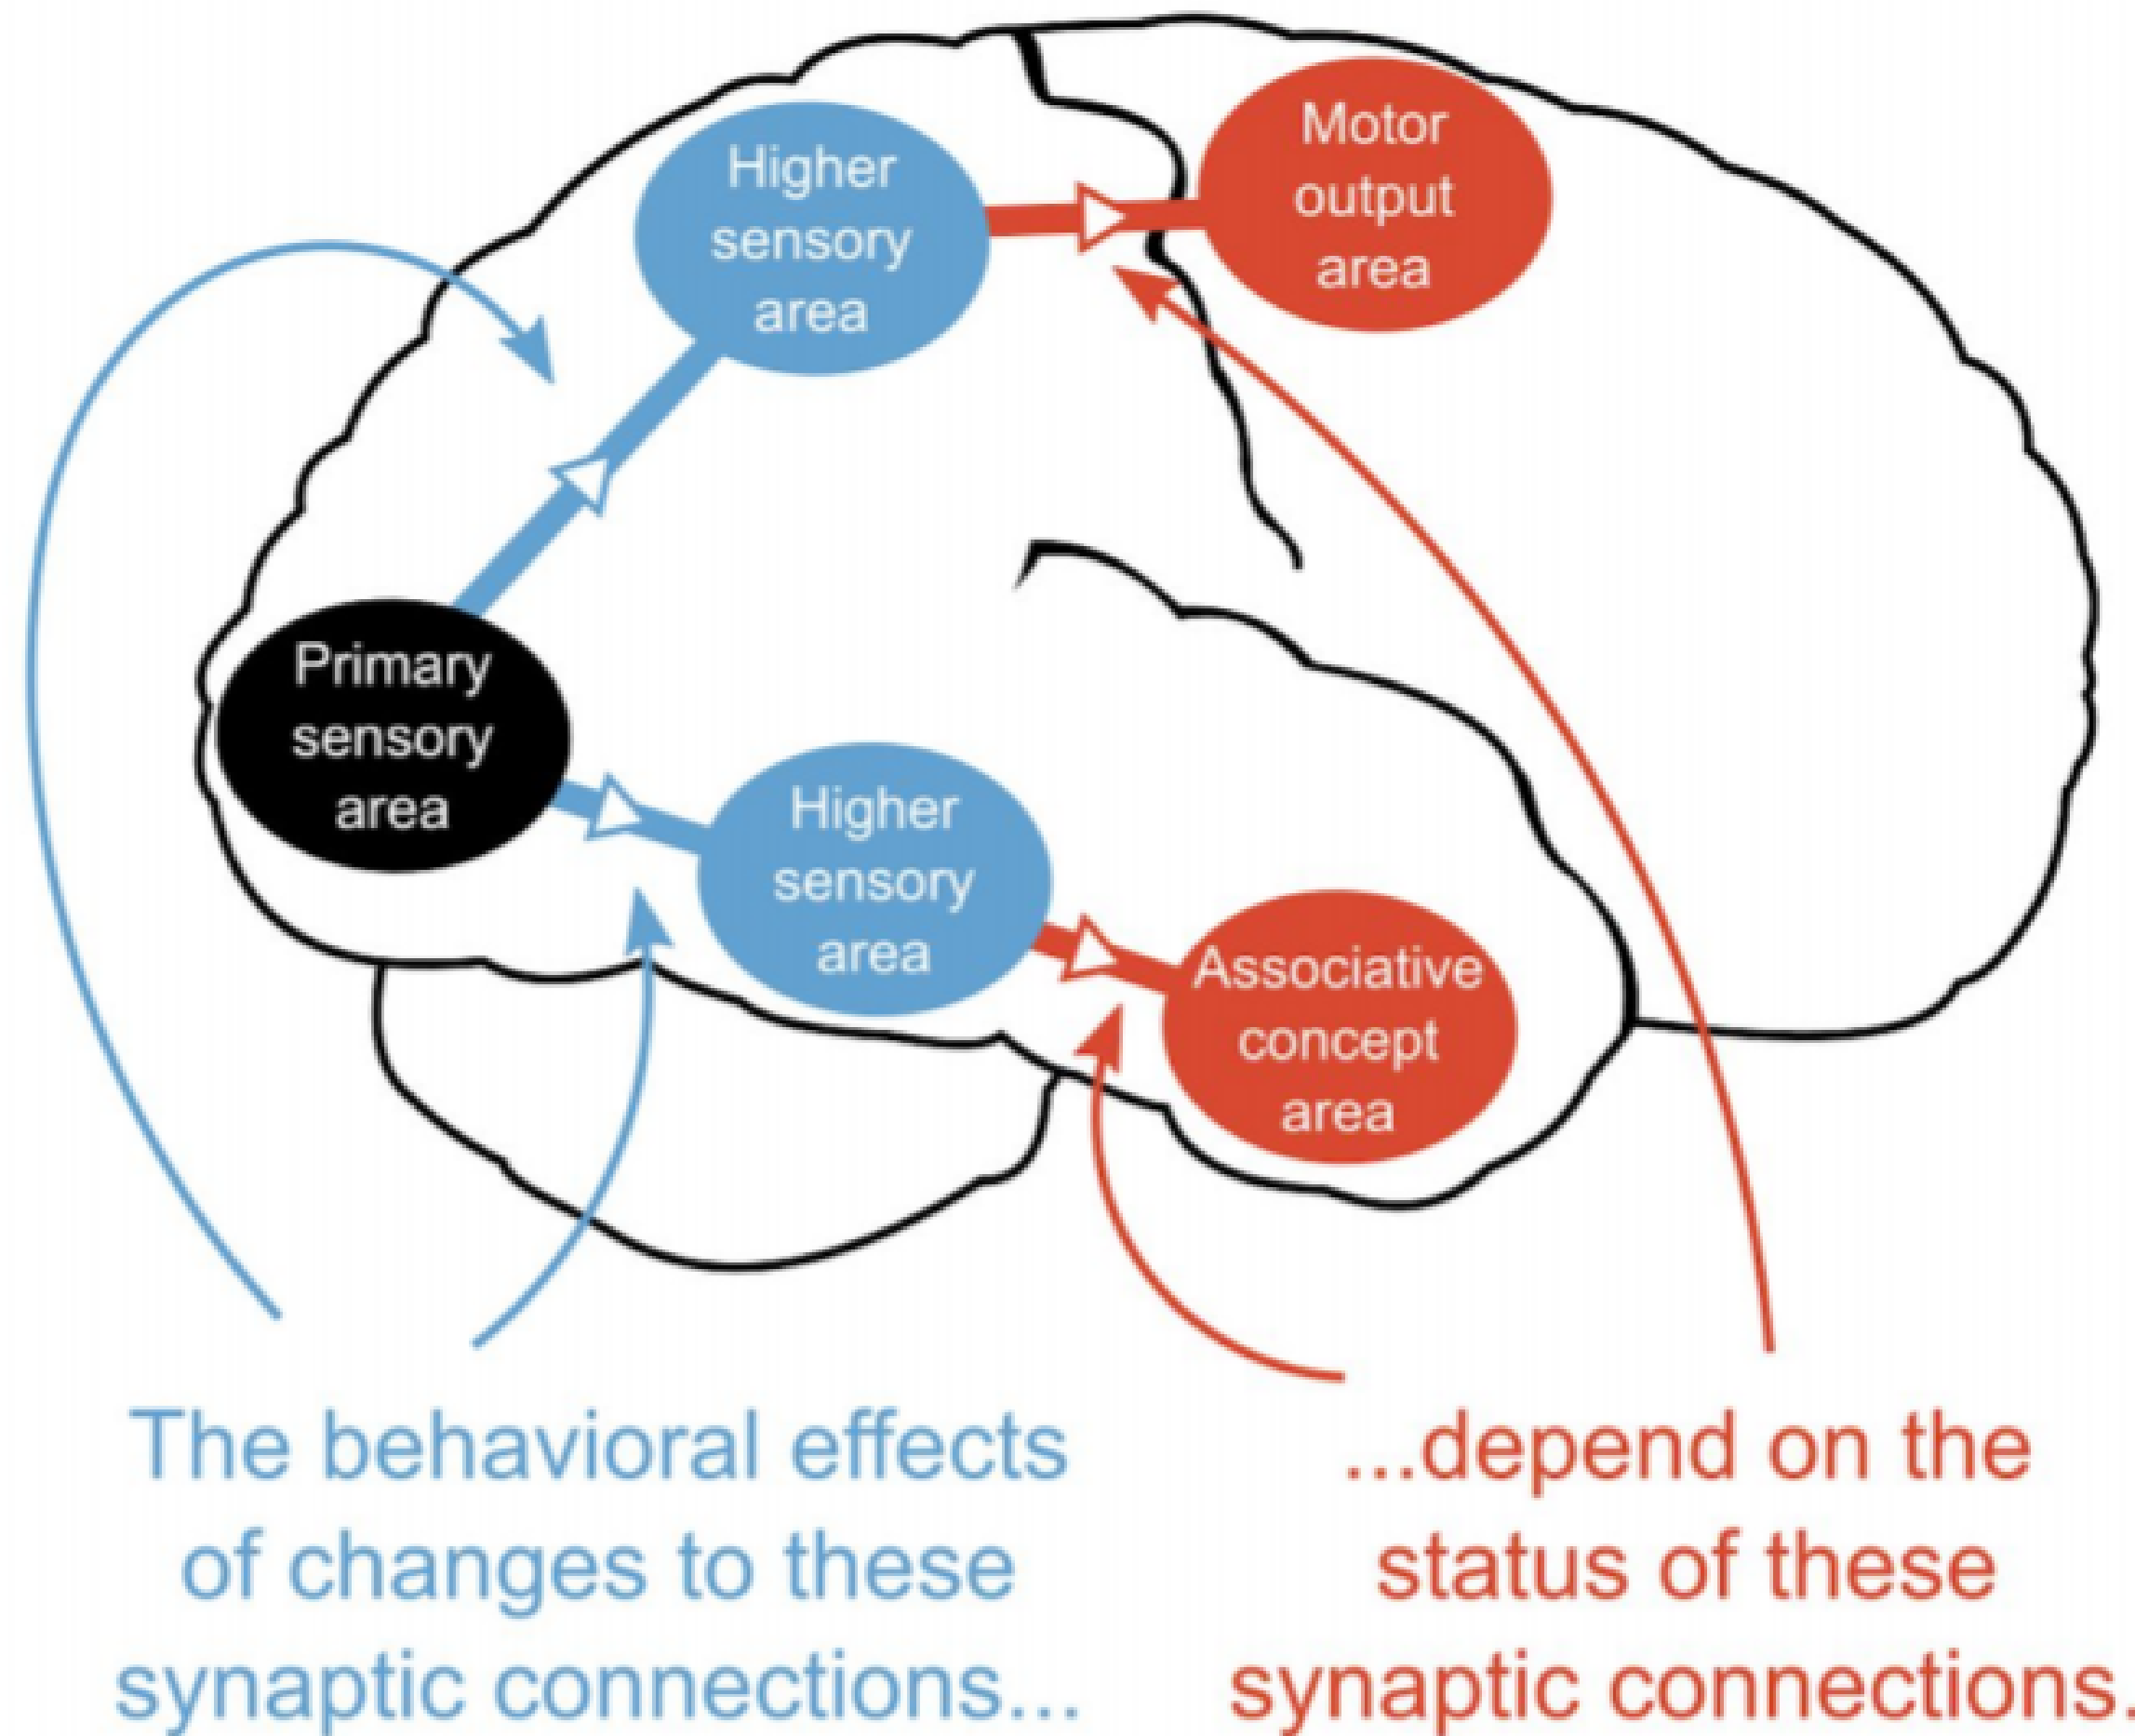 Higher
sensory
area
Motor
output
area
Primary
sensory
area
Higher
sensory
area
Associative
concept
area
The behavioral effects
of changes to these
synaptic connections...
...depend on the
status of these
synaptic connections.